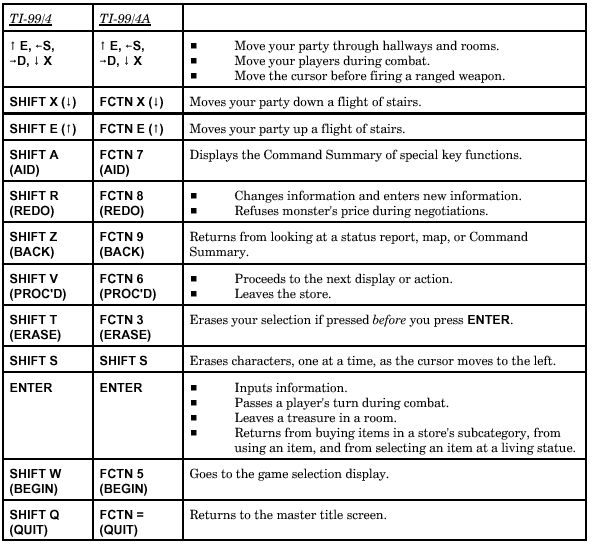 TI-99/4 TI-99/4A
↑ E, ←S, ↑ E, ←S, ■ Move your party through hallways and rooms.
→D, ↓ X →D, ↓ X ■ Move your players during combat.
■ Move the cursor before firing a ranged weapon.
SHIFT X (↓) FCTN X (↓) Moves your party down a flight of stairs.
SHIFT E (↑) FCTN E (↑) Moves your party up a flight of stairs.
SHIFT A FCTN 7 Displays the Command Summary of special key functions.
(AID) (AID)
SHIFT R FCTN 8 ■ Changes information and enters new information.
(REDO) (REDO) ■ Refuses monster's price during negotiations.
SHIFT Z FCTN 9 Returns from looking at a status report, map, or Command
(BACK) (BACK) Summary.
SHIFT V FCTN 6 ■ Proceeds to the next display or action.
(PROC'D) (PROC'D) ■ Leaves the store.
SHIFT T FCTN 3 Erases your selection if pressed before you press ENTER.
(ERASE) (ERASE)
SHIFT S SHIFT S Erases characters, one at a time, as the cursor moves to the left.
ENTER ENTER ■ Inputs information.
■ Passes a player's turn during combat.
■ Leaves a treasure in a room.
■ Returns from buying items in a store's subcategory, from
using an item, and from selecting an item at a living statue.
SHIFT W FCTN 5 Goes to the game selection display.
(BEGIN) (BEGIN)
SHIFT Q FCTN = Returns to the master title screen.
(QUIT) (QUIT)